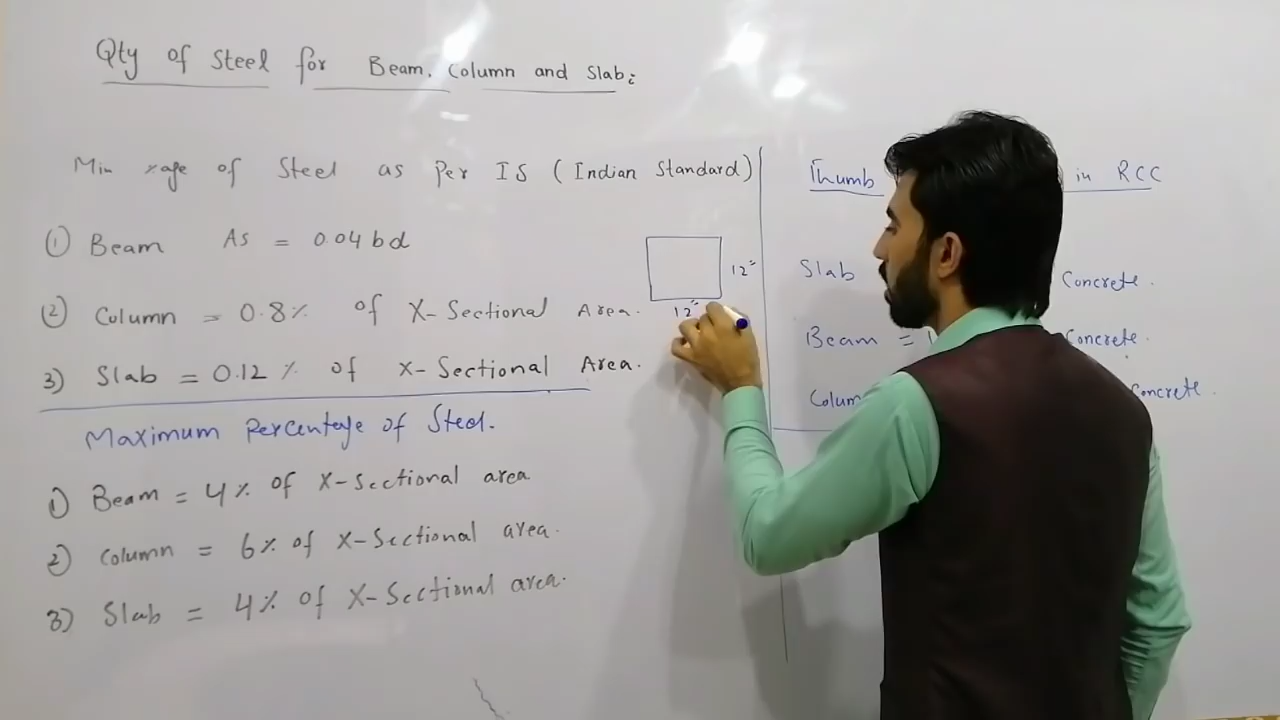 Qty of Steel for Beam, Column and Slab:
Min %age of Steel as Per IS (Indian Standard)
① Beam As = 0.04 bd
② Column = 0.8% of X-Sectional Area.
3) Slab = 0.12 % of X-Sectional Area.
Maximum Percentage of Steel.
1) Beam = 4% of X-Sectional area
2) Column = 6% of X-Sectional area.
3) Slab = 4% of X-Sectional area.
12"
12"
Thumb in RCC
Slab Concrete.
Beam = Concrete.
Concrete.